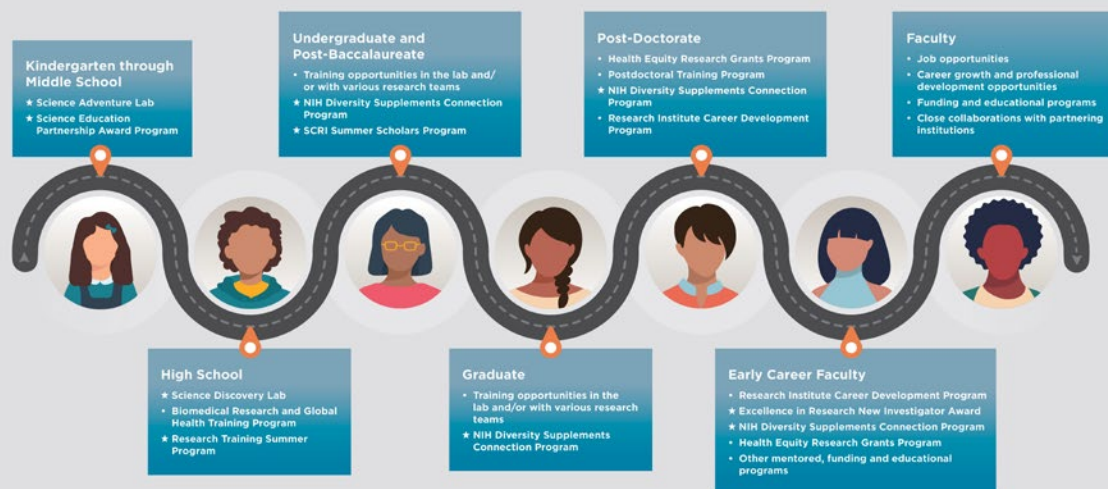 Kindergarten through
Middle School
★ Science Adventure Lab
★ Science Education
Partnership Award Program
Undergraduate and
Post-Baccalaureate
• Training opportunities in the lab and/
or with various research teams
★ NIH Diversity Supplements Connection
Program
★ SCRI Summer Scholars Program
Post-Doctorate
• Health Equity Research Grants Program
• Postdoctoral Training Program
★ NIH Diversity Supplements Connection
Program
• Research Institute Career Development
Program
Faculty
• Job opportunities
• Career growth and professional
development opportunities
• Funding and educational programs
• Close collaborations with partnering
institutions
High School
★ Science Discovery Lab
• Biomedical Research and Global
Health Training Program
★ Research Training Summer
Program
Graduate
• Training opportunities in the
lab and/or with various research
teams
★ NIH Diversity Supplements
Connection Program
Early Career Faculty
• Research Institute Career Development Program
★ Excellence in Research New Investigator Award
★ NIH Diversity Supplements Connection Program
• Health Equity Research Grants Program
• Other mentored, funding and educational
programs